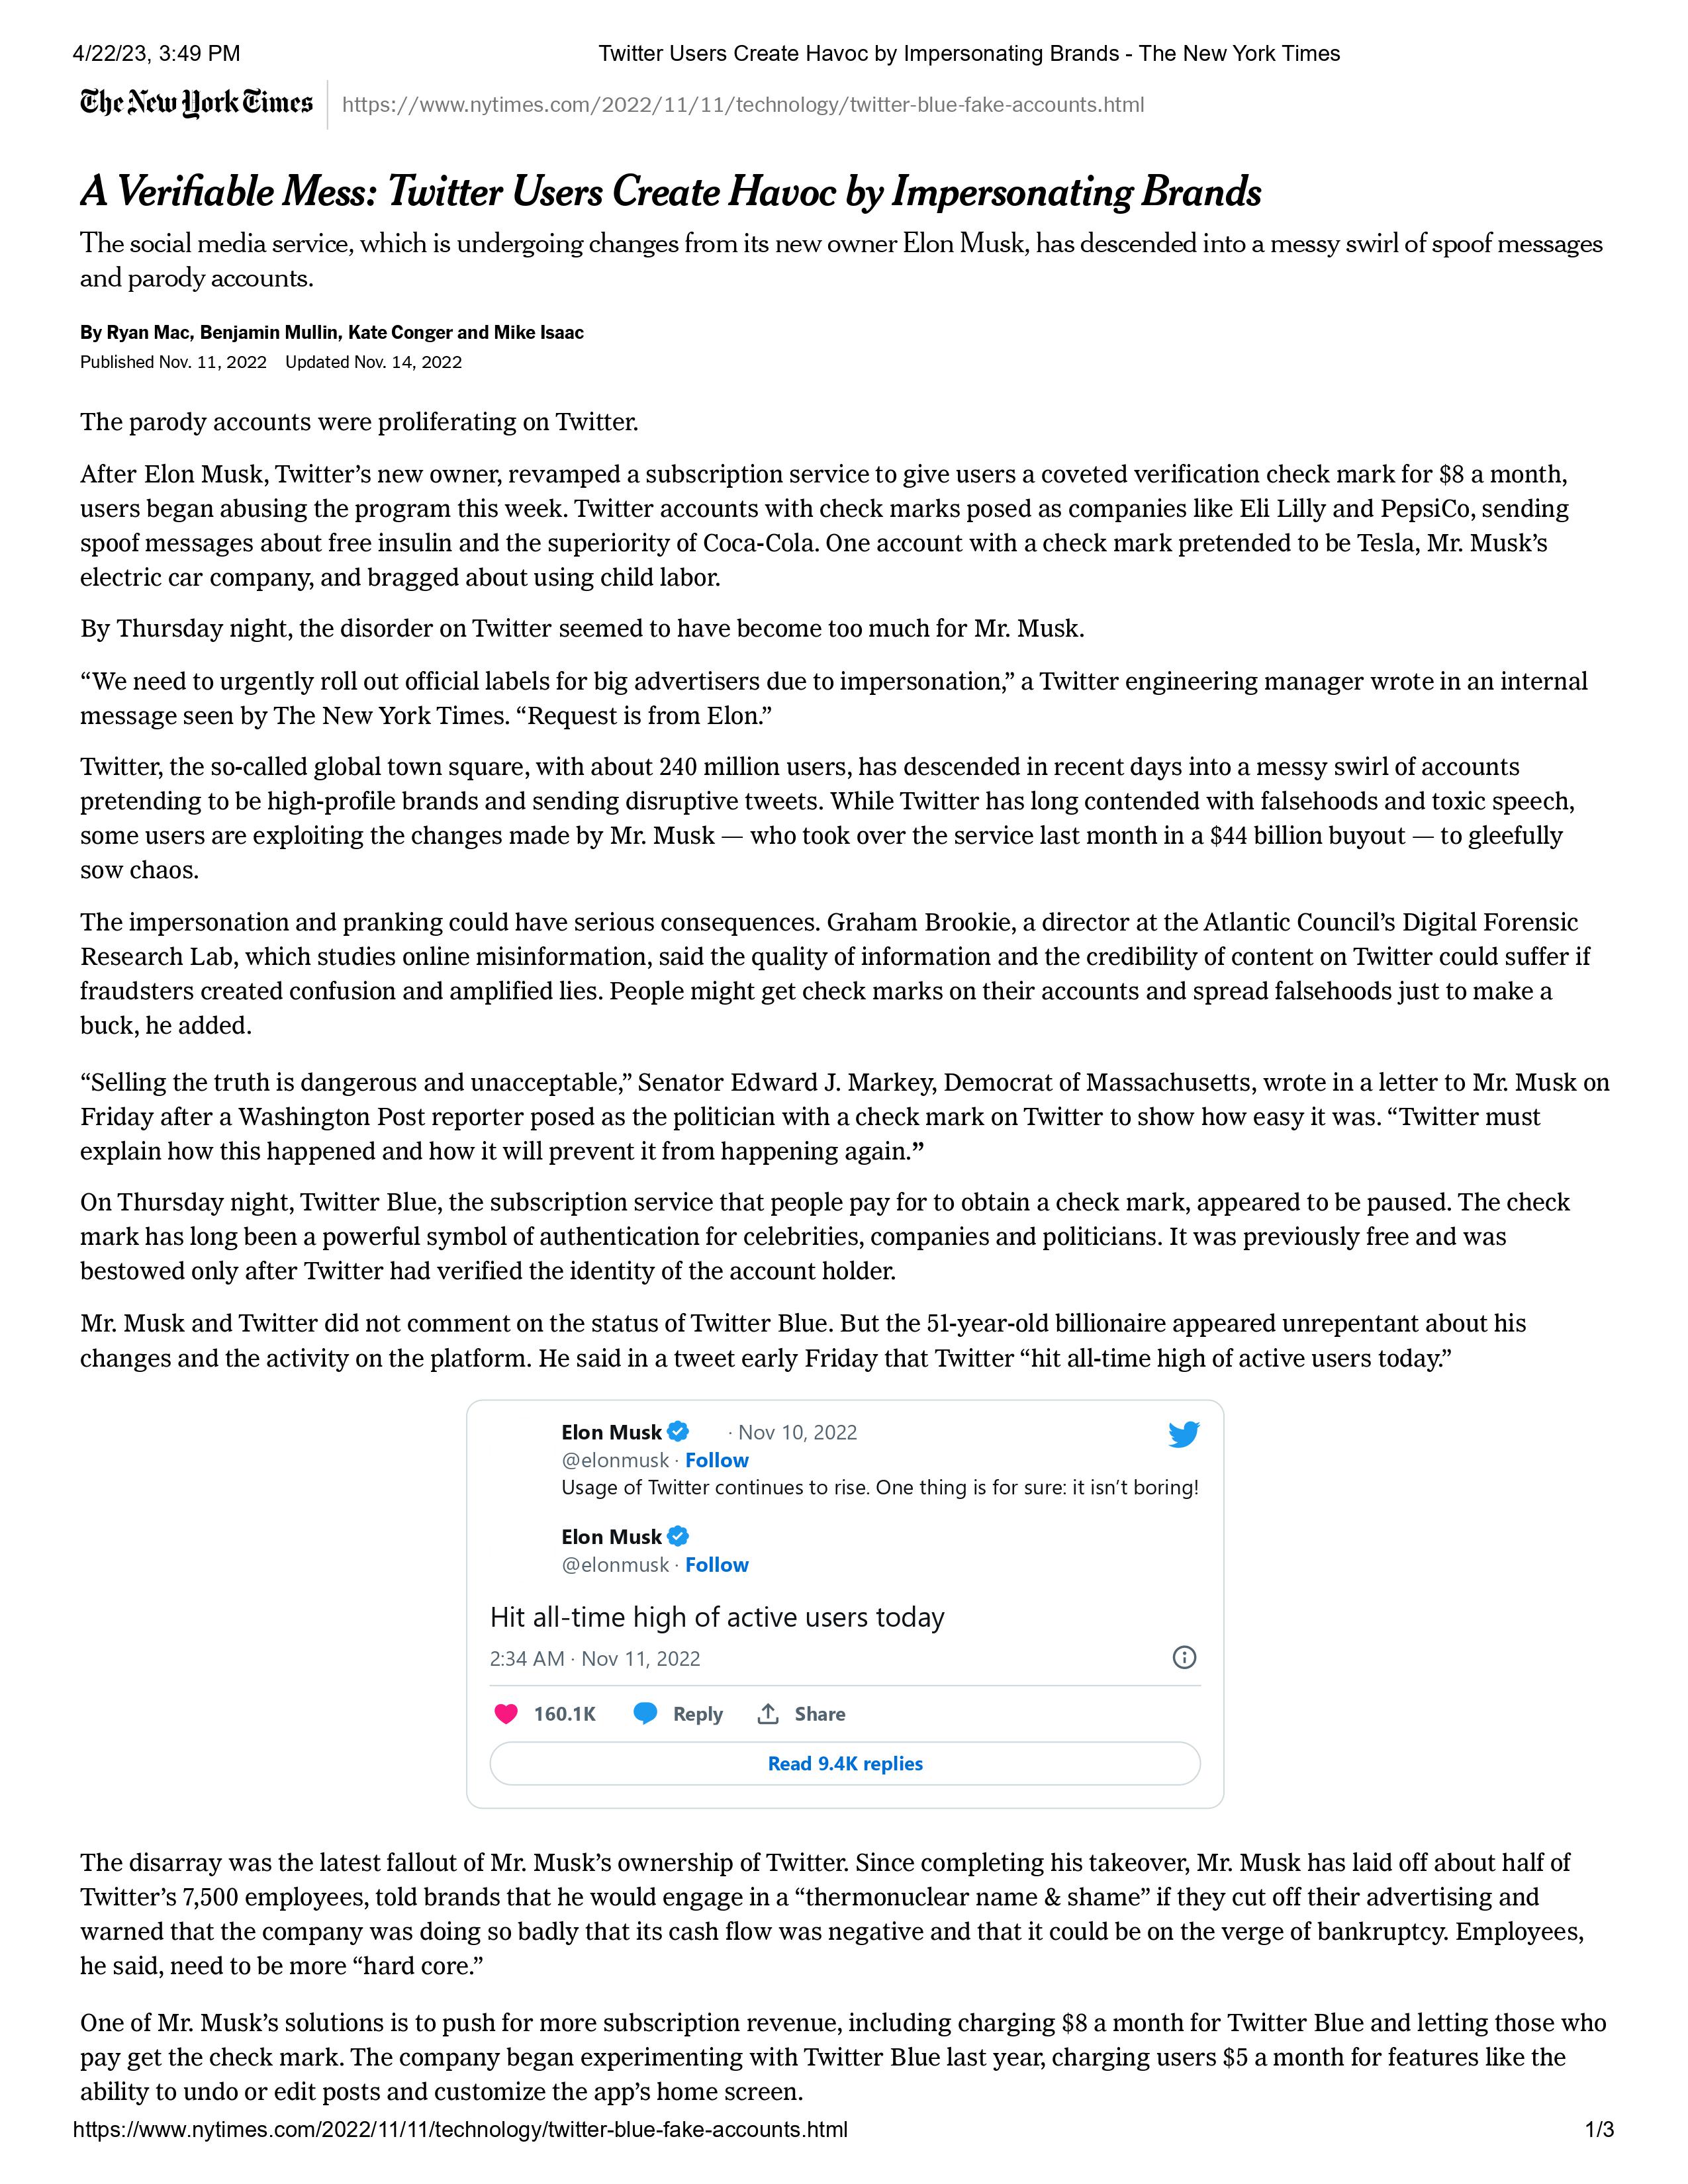 4/22/23, 3:49 PM
Twitter Users Create Havoc by Impersonating Brands - The New York Times
The New York Times
https://www.nytimes.com/2022/11/11/technology/twitter-blue-fake-accounts.html
A Verifiable Mess: Twitter Users Create Havoc by Impersonating Brands
The social media service, which is undergoing changes from its new owner Elon Musk, has descended into a messy swirl of spoof messages
and parody accounts.
By Ryan Mac, Benjamin Mullin, Kate Conger and Mike Isaac
Published Nov. 11, 2022 Updated Nov. 14, 2022
The parody accounts were proliferating on Twitter.
After Elon Musk, Twitter’s new owner, revamped a subscription service to give users a coveted verification check mark for $8 a month,
users began abusing the program this week. Twitter accounts with check marks posed as companies like Eli Lilly and PepsiCo, sending
spoof messages about free insulin and the superiority of Coca-Cola. One account with a check mark pretended to be Tesla, Mr. Musk’s
electric car company, and bragged about using child labor.
By Thursday night, the disorder on Twitter seemed to have become too much for Mr. Musk.
“We need to urgently roll out official labels for big advertisers due to impersonation,” a Twitter engineering manager wrote in an internal
message seen by The New York Times. “Request is from Elon.”
Twitter, the so-called global town square, with about 240 million users, has descended in recent days into a messy swirl of accounts
pretending to be high-profile brands and sending disruptive tweets. While Twitter has long contended with falsehoods and toxic speech,
some users are exploiting the changes made by Mr. Musk — who took over the service last month in a $44 billion buyout — to gleefully
sow chaos.
The impersonation and pranking could have serious consequences. Graham Brookie, a director at the Atlantic Council’s Digital Forensic
Research Lab, which studies online misinformation, said the quality of information and the credibility of content on Twitter could suffer if
fraudsters created confusion and amplified lies. People might get check marks on their accounts and spread falsehoods just to make a
buck, he added.
“Selling the truth is dangerous and unacceptable,” Senator Edward J. Markey, Democrat of Massachusetts, wrote in a letter to Mr. Musk on
Friday after a Washington Post reporter posed as the politician with a check mark on Twitter to show how easy it was. “Twitter must
explain how this happened and how it will prevent it from happening again.”
On Thursday night, Twitter Blue, the subscription service that people pay for to obtain a check mark, appeared to be paused. The check
mark has long been a powerful symbol of authentication for celebrities, companies and politicians. It was previously free and was
bestowed only after Twitter had verified the identity of the account holder.
Mr. Musk and Twitter did not comment on the status of Twitter Blue. But the 51-year-old billionaire appeared unrepentant about his
changes and the activity on the platform. He said in a tweet early Friday that Twitter “hit all-time high of active users today.”
Elon Musk · Nov 10, 2022
@elonmusk · Follow
Usage of Twitter continues to rise. One thing is for sure: it isn’t boring!
Elon Musk
@elonmusk · Follow
Hit all-time high of active users today
2:34 AM · Nov 11, 2022
160.1K Reply Share
Read 9.4K replies
The disarray was the latest fallout of Mr. Musk’s ownership of Twitter. Since completing his takeover, Mr. Musk has laid off about half of
Twitter’s 7,500 employees, told brands that he would engage in a “thermonuclear name & shame” if they cut off their advertising and
warned that the company was doing so badly that its cash flow was negative and that it could be on the verge of bankruptcy. Employees,
he said, need to be more “hard core.”
One of Mr. Musk’s solutions is to push for more subscription revenue, including charging $8 a month for Twitter Blue and letting those who
pay get the check mark. The company began experimenting with Twitter Blue last year, charging users $5 a month for features like the
ability to undo or edit posts and customize the app’s home screen.
https://www.nytimes.com/2022/11/11/technology/twitter-blue-fake-accounts.html
1/3